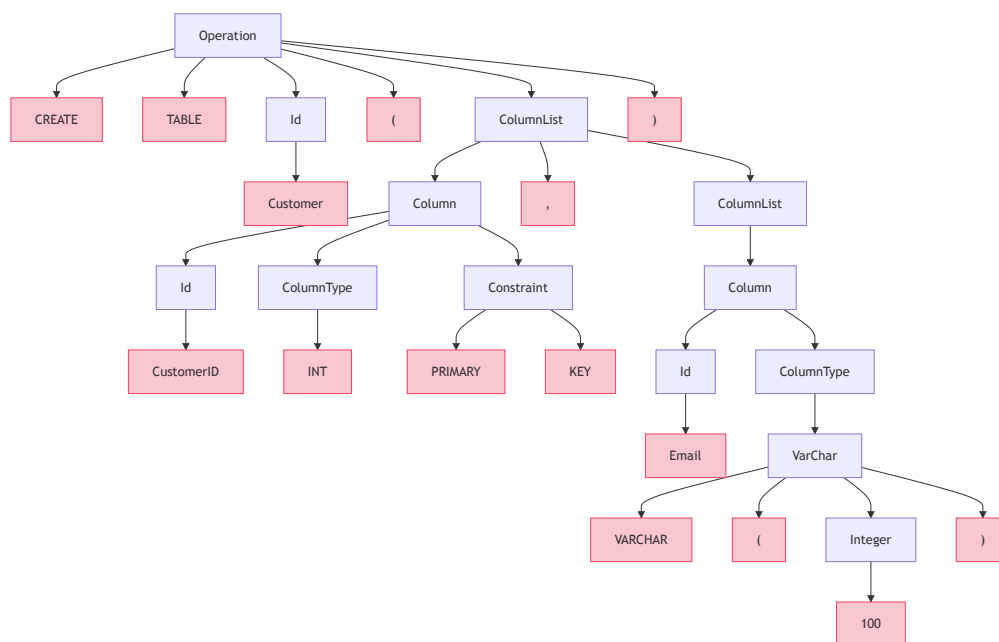 Operation
CREATE
TABLE
Id
(
ColumnList
)
Customer
Column
,
ColumnList
Id
ColumnType
Constraint
Column
CustomerID
INT
PRIMARY
KEY
Id
ColumnType
Email
VarChar
VARCHAR
(
Integer
)
100